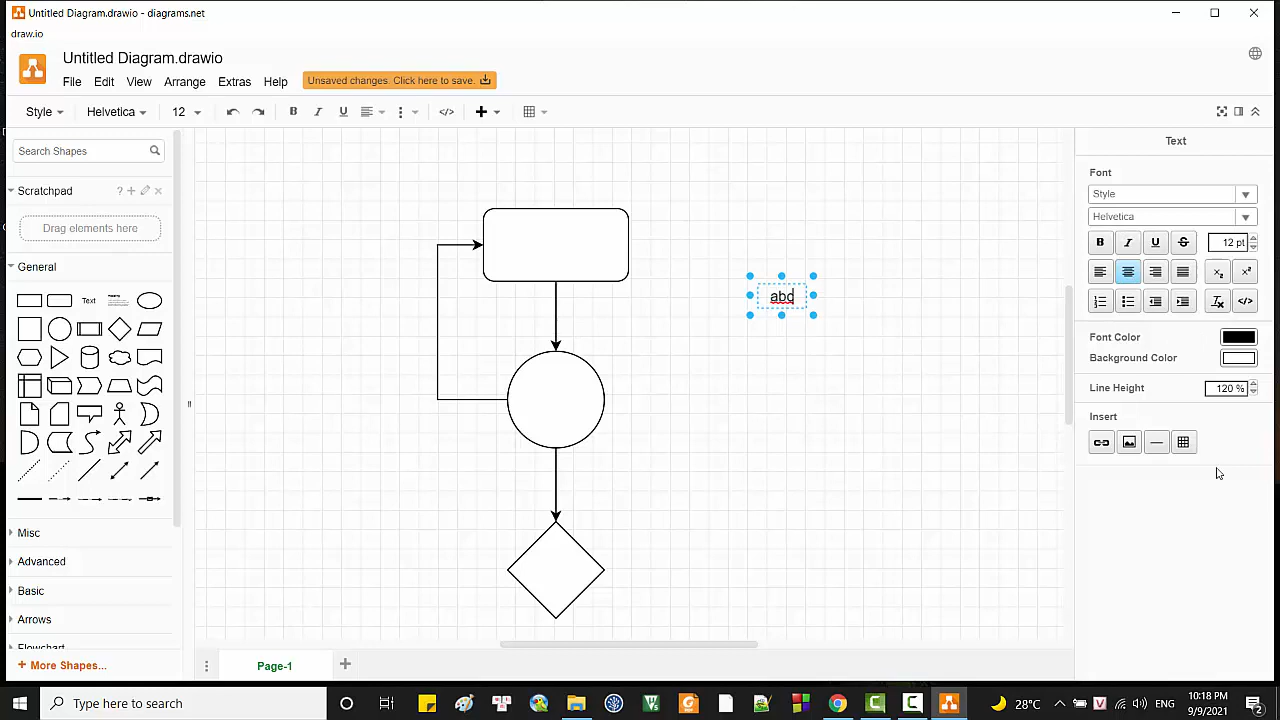 Untitled Diagram.drawio - diagrams.net
draw.io
Untitled Diagram.drawio
File Edit View Arrange Extras Help
Unsaved changes. Click here to save.
Style Helvetica 12
Search Shapes
Scratchpad
?
Drag elements here
General
Text
Misc
Advanced
Basic
Arrows
Flowchart
+ More Shapes...
abd
Page-1
Text
Font
Style
Helvetica
B I U S 12 pt
Font Color
Background Color
Line Height 120 %
Insert
Type here to search
28°C
ENG
10:18 PM
9/9/2021
2